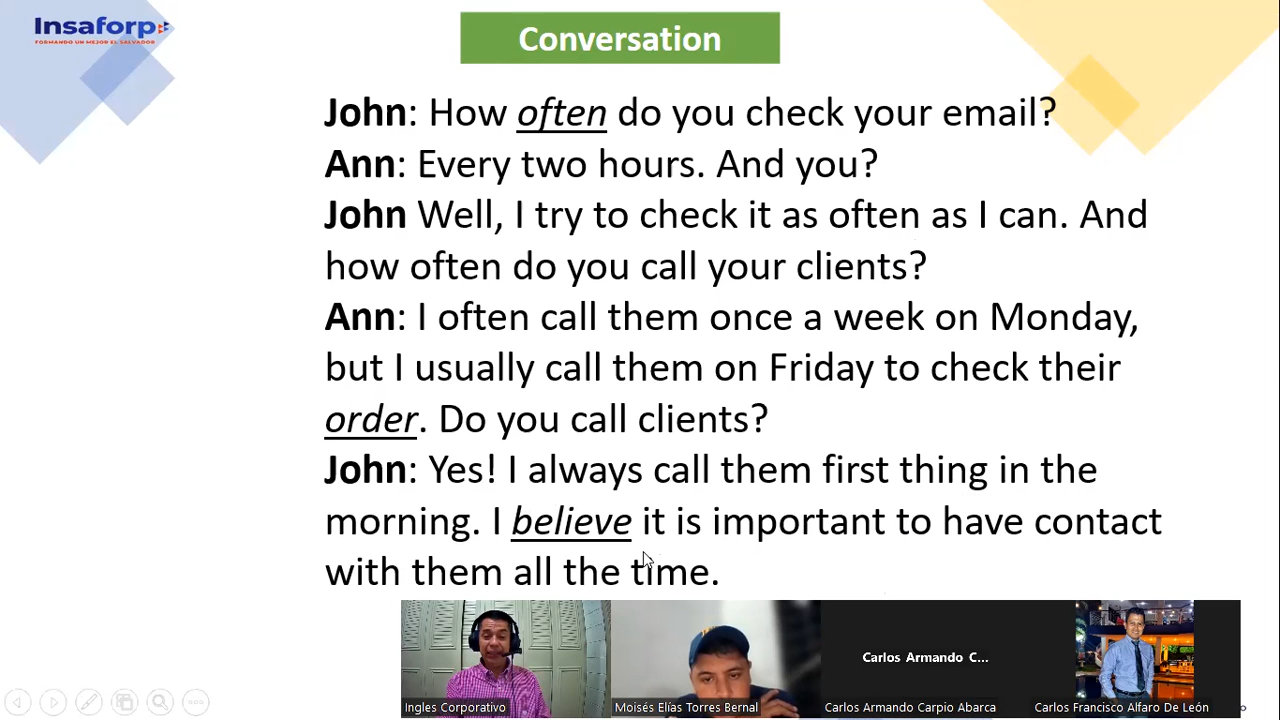 Insaforp
FORMANDO UN MEJOR EL SALVADOR
Conversation
John: How often do you check your email?
Ann: Every two hours. And you?
John Well, I try to check it as often as I can. And
how often do you call your clients?
Ann: I often call them once a week on Monday,
but I usually call them on Friday to check their
order. Do you call clients?
John: Yes! I always call them first thing in the
morning. I believe it is important to have contact
with them all the time.
Carlos Armando C...
Ingles Corporativo
Moisés Elías Torres Bernal
Carlos Armando Carpio Abarca
Carlos Francisco Alfaro De León